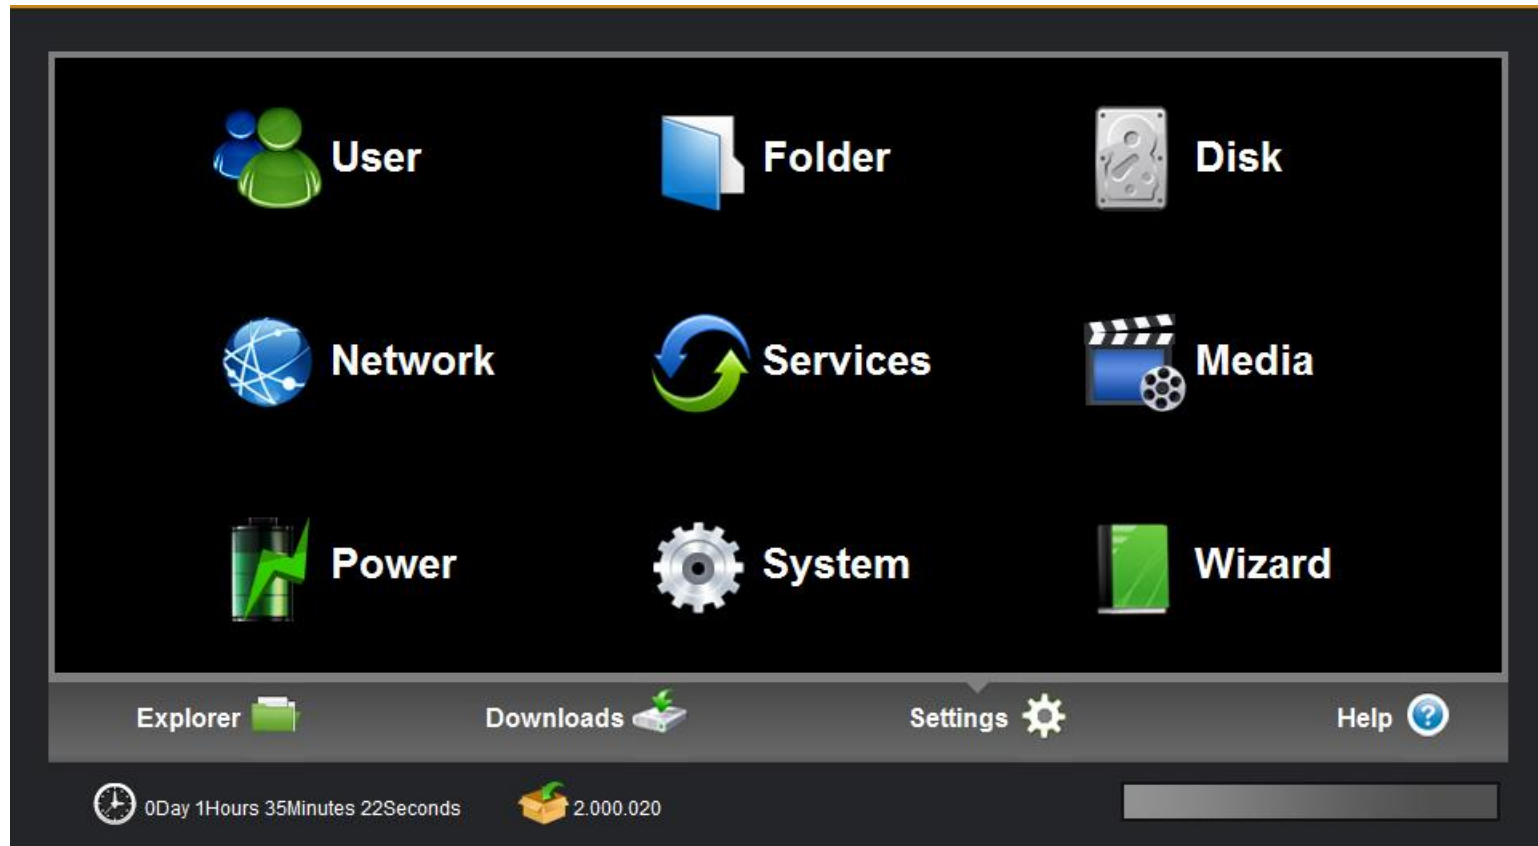 User Folder Disk
Network Services Media
Power System Wizard
Explorer Downloads Settings Help
0Day 1Hours 35Minutes 22Seconds 2.000.020